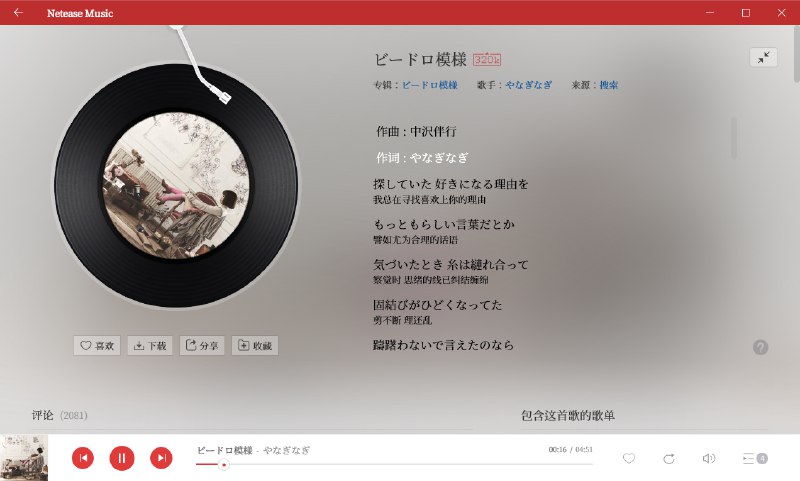 Netease Music
ビードロ模様 320k
专辑：ビードロ模様 歌手：やなぎなぎ 来源：搜索
作曲 : 中沢伴行
作词 : やなぎなぎ
探していた 好きになる理由を
我总在寻找喜欢上你的理由
もっともらしい言葉だとか
譬如尤为合理的话语
気づいたとき 糸は縺れ合って
察觉时 思绪的线已纠结缠绵
固結びがひどくなってた
剪不断 理还乱
躊躇わないで言えたのなら
喜欢 下载 分享 收藏
评论 (2081) 包含这首歌的歌单
ビードロ模様 - やなぎなぎ 00:16 / 04:51
4